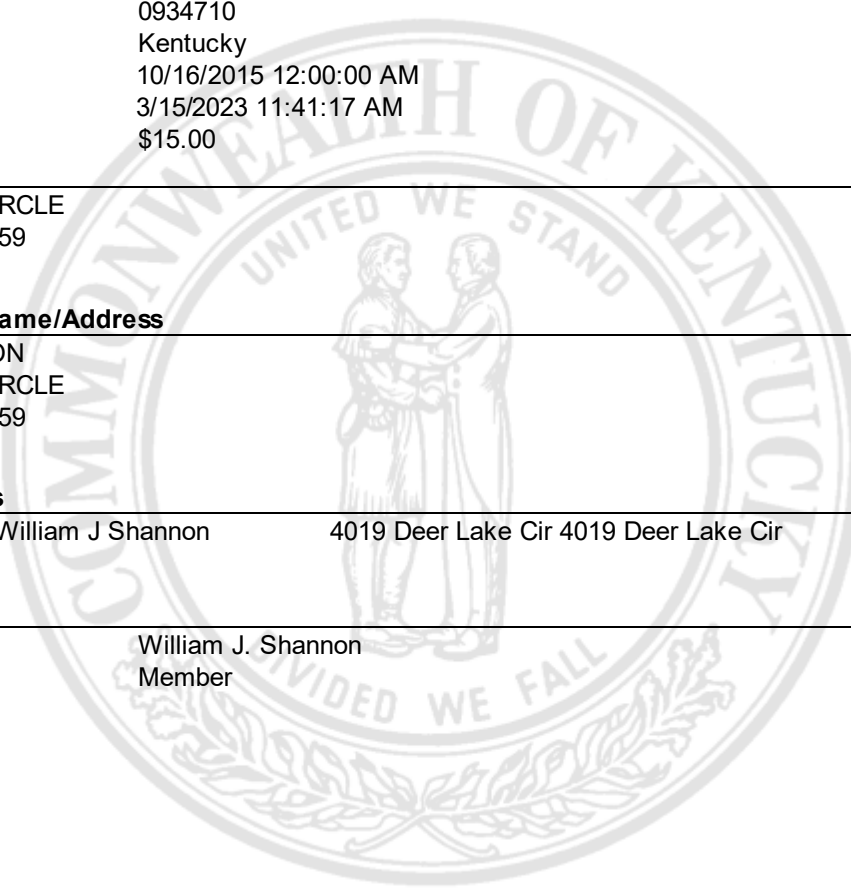 0934710
Kentucky
10/16/2015 12:00:00 AM
3/15/2023 11:41:17 AM
$15.00
RCLE
59
ame/Address
ON
RCLE
59
s
William J Shannon 4019 Deer Lake Cir 4019 Deer Lake Cir
William J. Shannon
Member
COMMONWEALTH OF KENTUCKY
UNITED WE STAND
DIVIDED WE FALL